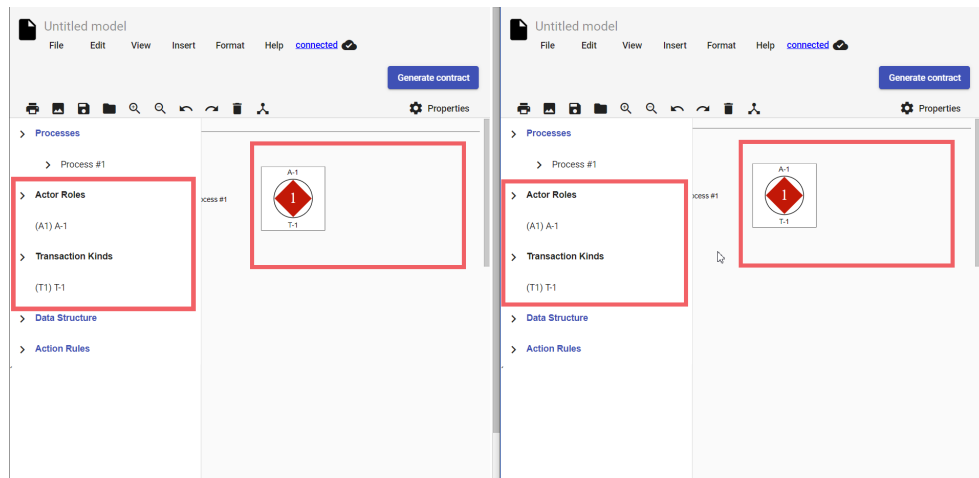 Untitled model
File Edit View Insert Format Help connected
Generate contract
Properties
Processes
Process #1
Actor Roles
(A1) A-1
Transaction Kinds
(T1) T-1
Data Structure
Action Rules
ocess #1
A-1
1
T-1
Untitled model
File Edit View Insert Format Help connected
Generate contract
Properties
Processes
Process #1
Actor Roles
(A1) A-1
Transaction Kinds
(T1) T-1
Data Structure
Action Rules
ocess #1
A-1
1
T-1